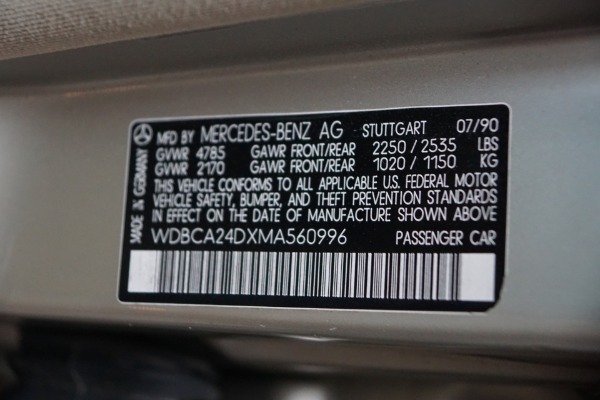 MFD BY MERCEDES-BENZ AG STUTTGART 07/90
GVWR 4785 GAWR FRONT/REAR 2250/2535 LBS
GVWR 2170 GAWR FRONT/REAR 1020/1150 KG
THIS VEHICLE CONFORMS TO ALL APPLICABLE U.S. FEDERAL MOTOR
VEHICLE SAFETY, BUMPER, AND THEFT PREVENTION STANDARDS
IN EFFECT ON THE DATE OF MANUFACTURE SHOWN ABOVE
WDBCA24DXMA560996 PASSENGER CAR
MADE IN GERMANY